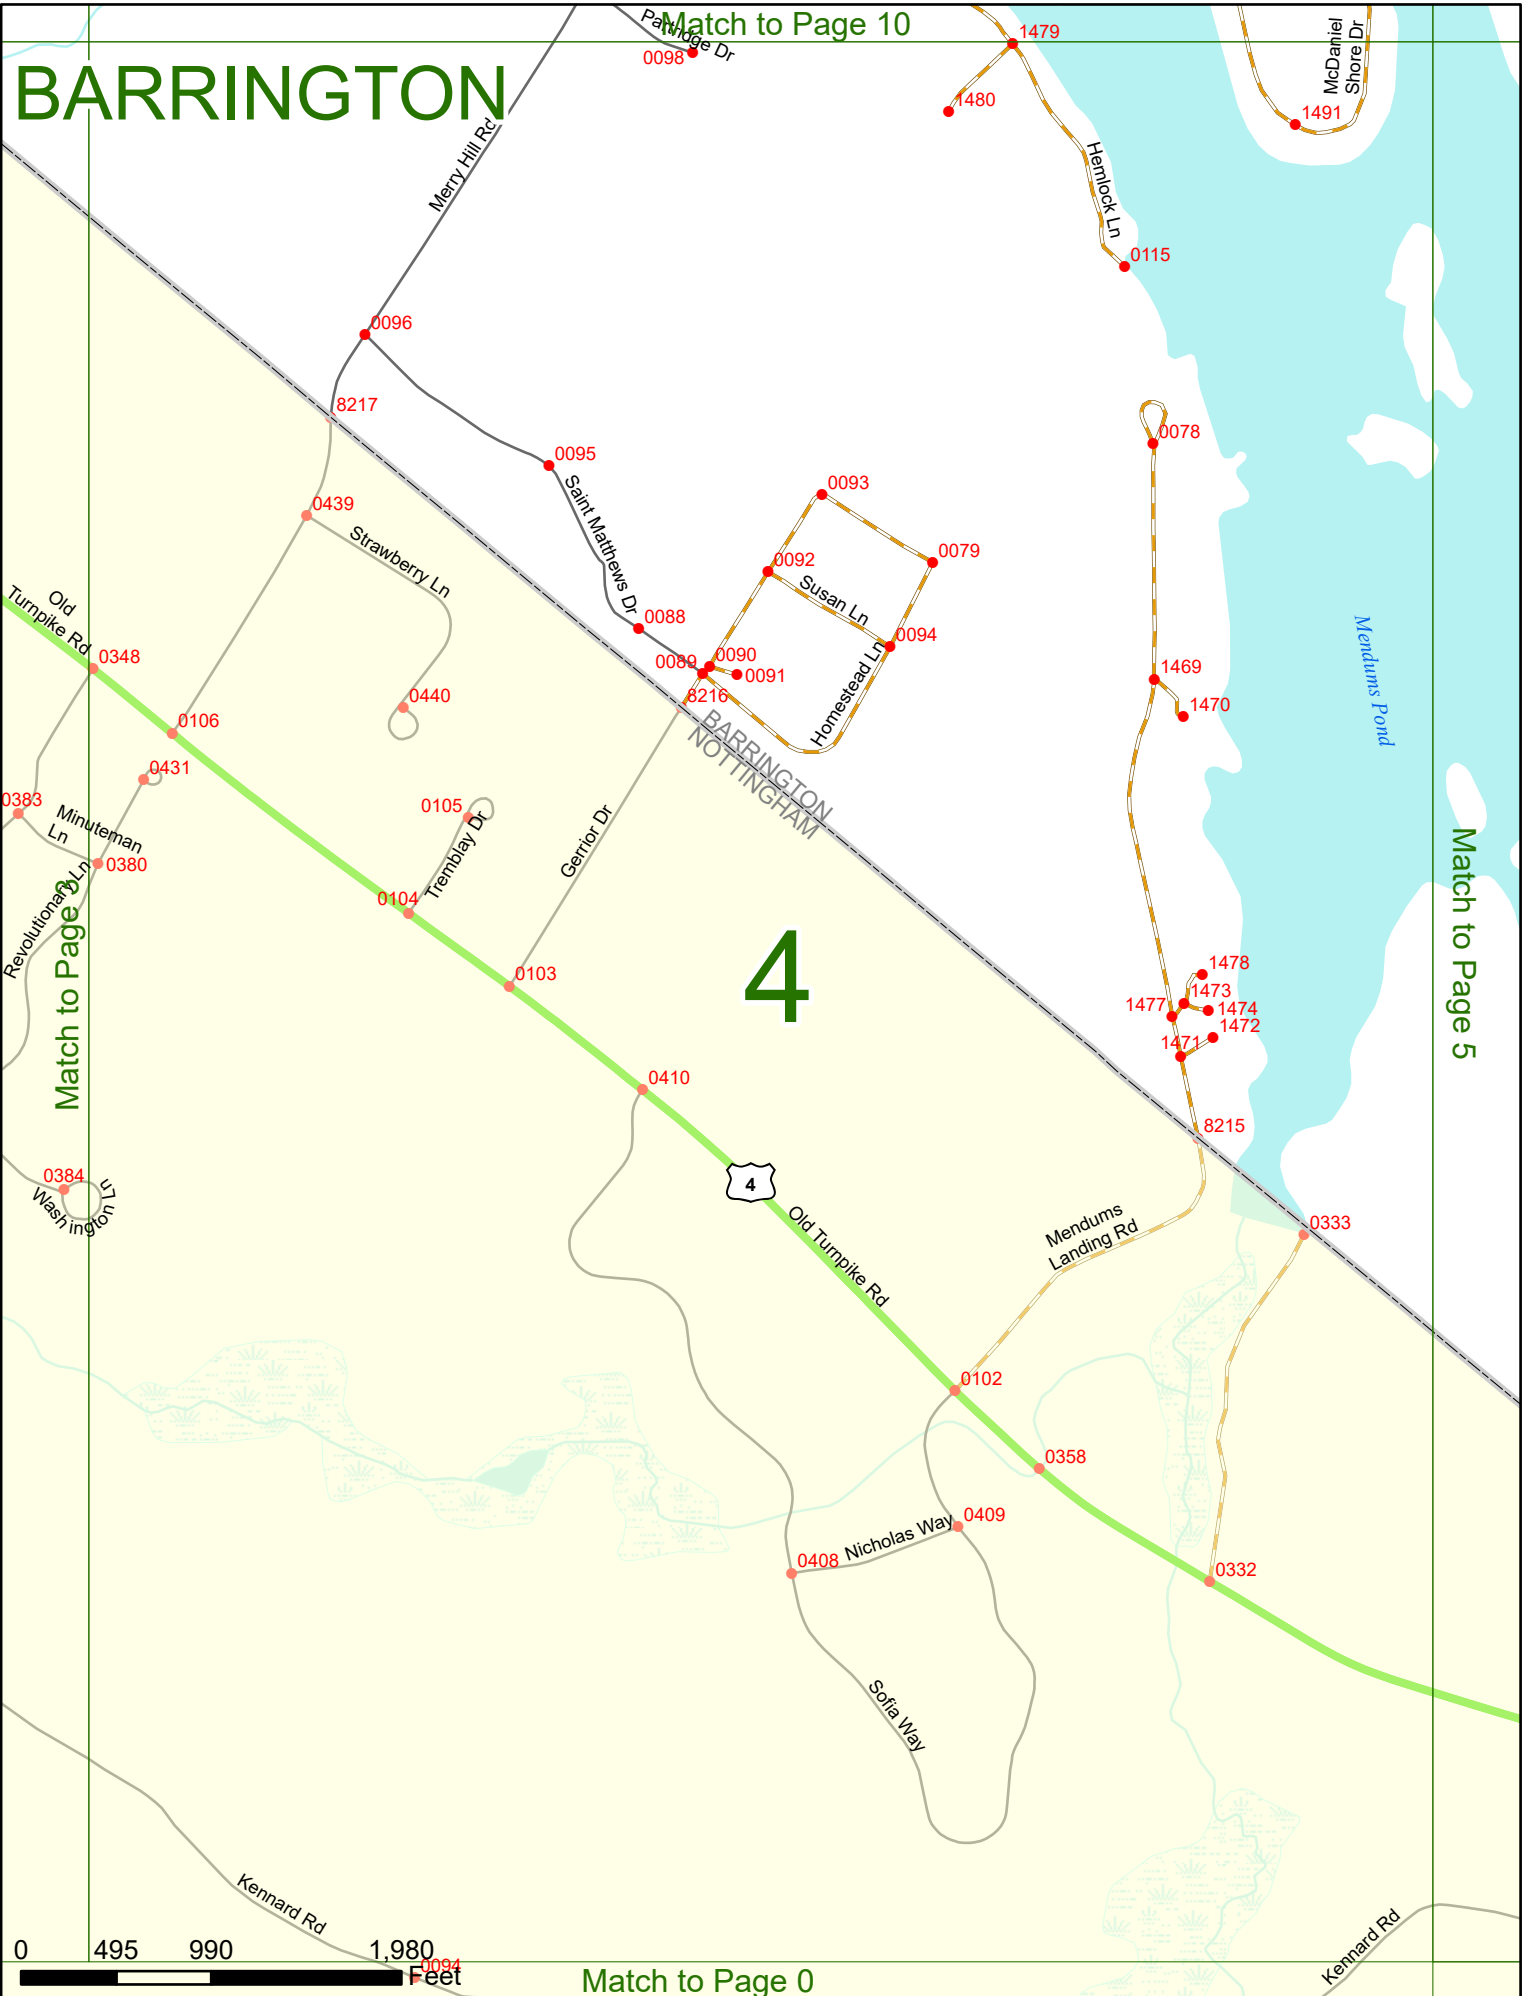 Match to Page 10
BARRINGTON
Partridge Dr
0098
1479
1480
McDaniel
Shore Dr
1491
Merry Hill Rd
Hemlock Ln
0115
0096
8217
0078
0095
0093
0439
Strawberry Ln
Saint Matthews Dr
0079
0092
Susan Ln
Old
Turnpike Rd
0088
0094
0348
0089
0090
0091
Homestead Ln
1469
Mendums Pond
0440
8216
1470
0106
BARRINGTON
NOTTINGHAM
0431
0383
Minuteman
Ln
0105
Tremblay Dr
Gerrior Dr
0380
Revolutionary Ln
Match to Page 3
Match to Page 5
0104
0103
4
1478
1473
1477
1474
1472
1471
0410
8215
0384
Washington Ln
4
Old Turnpike Rd
Mendums
Landing Rd
0333
0102
0358
0409
Nicholas Way
0408
0332
Sofia Way
Kennard Rd
Kennard Rd
0 495 990 1,980
Feet
0094
Match to Page 0